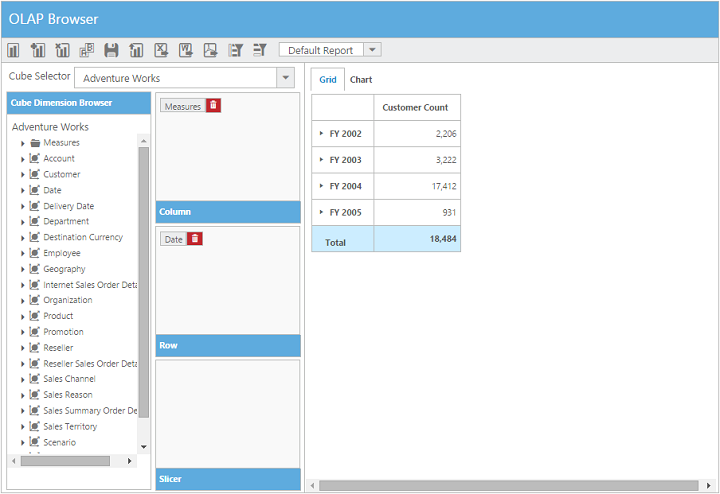 OLAP Browser
Default Report
Cube Selector
Adventure Works
Cube Dimension Browser
Adventure Works
Measures
Account
Customer
Date
Delivery Date
Department
Destination Currency
Employee
Geography
Internet Sales Order Deta
Organization
Product
Promotion
Reseller
Reseller Sales Order Deta
Sales Channel
Sales Reason
Sales Summary Order De
Sales Territory
Scenario
Measures
Column
Date
Row
Slicer
Grid Chart
Customer Count
FY 2002 2,206
FY 2003 3,222
FY 2004 17,412
FY 2005 931
Total 18,484